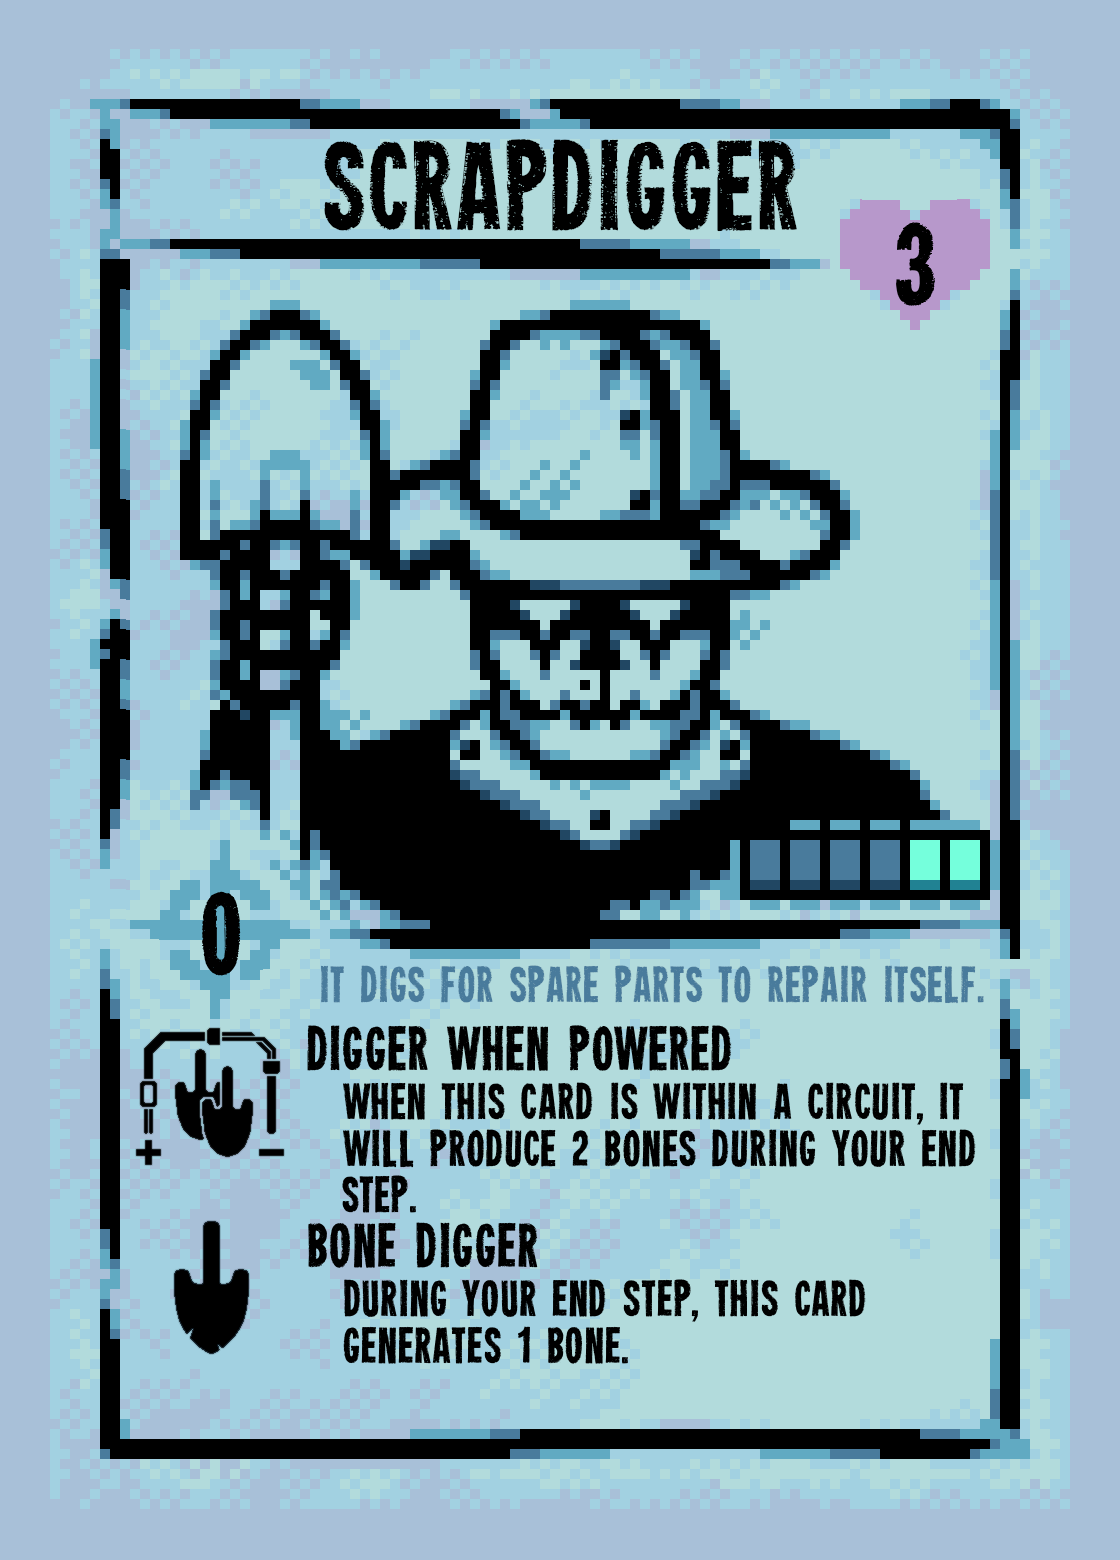 SCRAPDIGGER
3
0
IT DIGS FOR SPARE PARTS TO REPAIR ITSELF.
DIGGER WHEN POWERED
WHEN THIS CARD IS WITHIN A CIRCUIT, IT
WILL PRODUCE 2 BONES DURING YOUR END
STEP.
BONE DIGGER
DURING YOUR END STEP, THIS CARD
GENERATES 1 BONE.